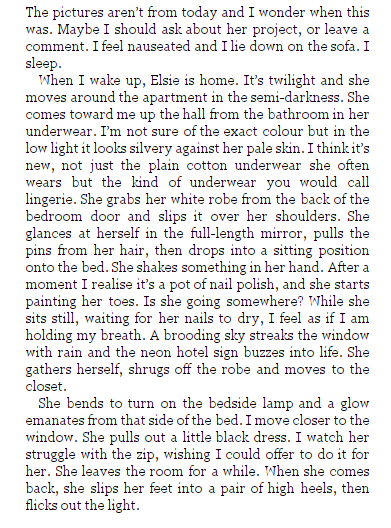 The pictures aren't from today and I wonder when this
was. Maybe I should ask about her project, or leave a
comment. I feel nauseated and I lie down on the sofa. I
sleep.
When I wake up, Elsie is home. It's twilight and she
moves around the apartment in the semi-darkness. She
comes toward me up the hall from the bathroom in her
underwear. I'm not sure of the exact colour but in the
low light it looks silvery against her pale skin. I think it's
new, not just the plain cotton underwear she often
wears but the kind of underwear you would call
lingerie. She grabs her white robe from the back of the
bedroom door and slips it over her shoulders. She
glances at herself in the full-length mirror, pulls the
pins from her hair, then drops into a sitting position
onto the bed. She shakes something in her hand. After a
moment I realise it's a pot of nail polish, and she starts
painting her toes. Is she going somewhere? While she
sits still, waiting for her nails to dry, I feel as if I am
holding my breath. A brooding sky streaks the window
with rain and the neon hotel sign buzzes into life. She
gathers herself, shrugs off the robe and moves to the
closet.
She bends to turn on the bedside lamp and a glow
emanates from that side of the bed. I move closer to the
window. She pulls out a little black dress. I watch her
struggle with the zip, wishing I could offer to do it for
her. She leaves the room for a while. When she comes
back, she slips her feet into a pair of high heels, then
flicks out the light.